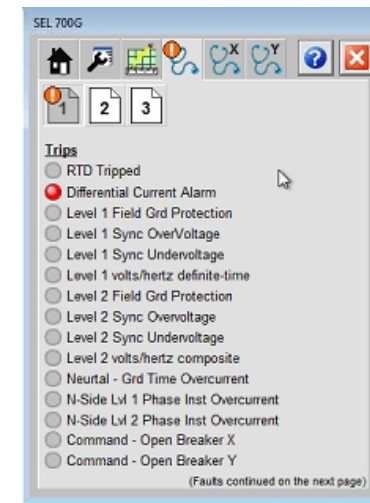 SEL 700G
X
Y
?
1
2
3
Trips
RTD Tripped
Differential Current Alarm
Level 1 Field Grd Protection
Level 1 Sync OverVoltage
Level 1 Sync Undervoltage
Level 1 volts/hertz definite-time
Level 2 Field Grd Protection
Level 2 Sync Overvoltage
Level 2 Sync Undervoltage
Level 2 volts/hertz composite
Neurtal - Grd Time Overcurrent
N-Side Lvl 1 Phase Inst Overcurrent
N-Side Lvl 2 Phase Inst Overcurrent
Command - Open Breaker X
Command - Open Breaker Y
(Faults continued on the next page)